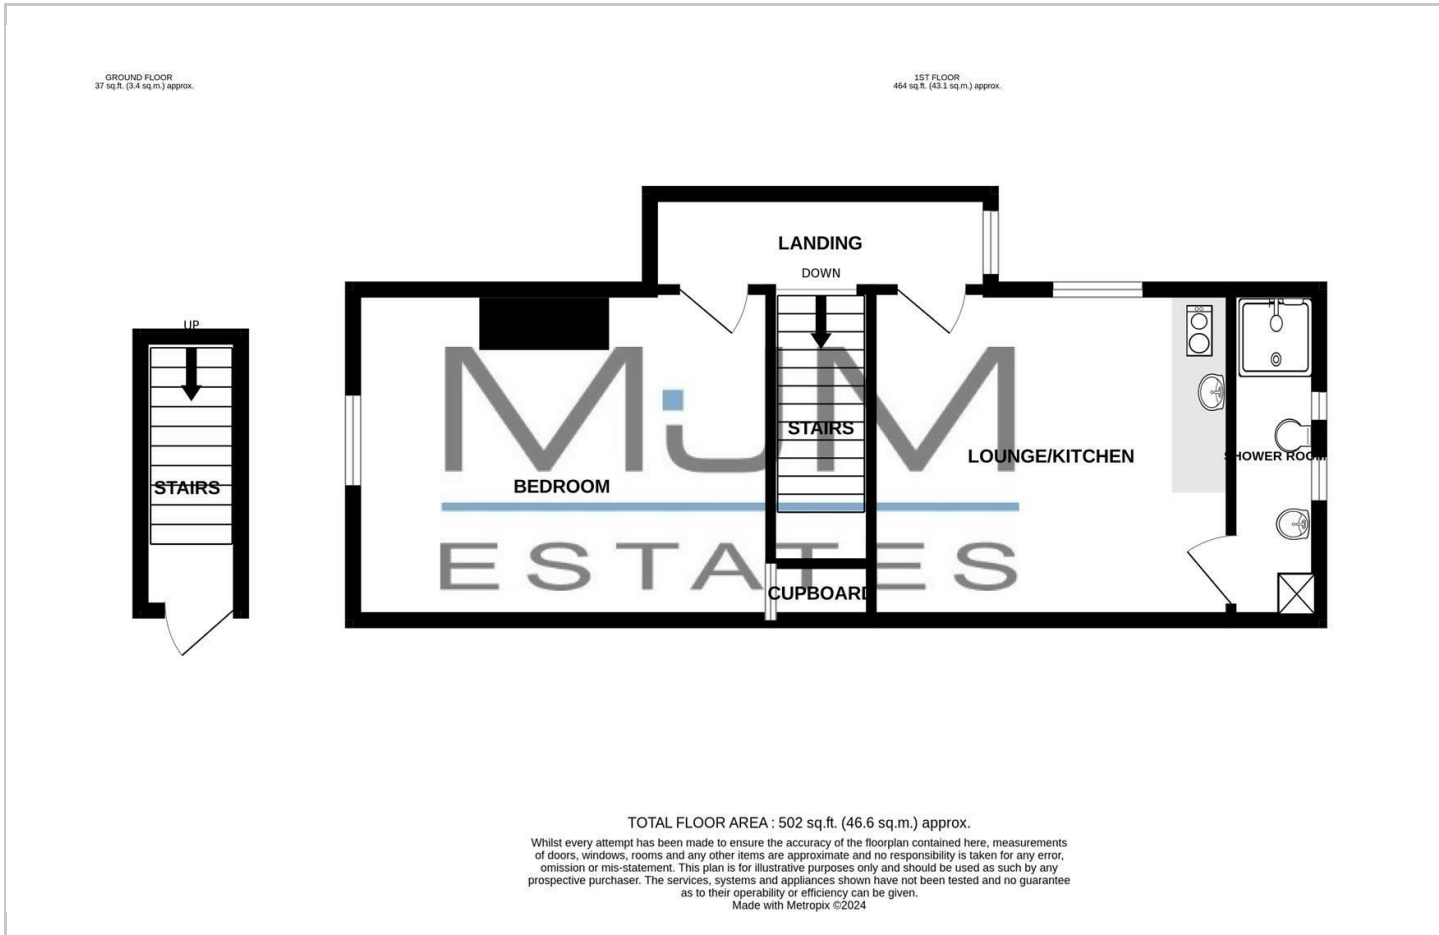 GROUND FLOOR
37 sq.ft. (3.4 sq.m.) approx.
1ST FLOOR
464 sq.ft. (43.1 sq.m.) approx.
LANDING
DOWN
UP
STAIRS
STAIRS
MJM
ESTATES
BEDROOM
LOUNGE/KITCHEN
SHOWER ROOM
CUPBOARD
TOTAL FLOOR AREA : 502 sq.ft. (46.6 sq.m.) approx.
Whilst every attempt has been made to ensure the accuracy of the floorplan contained here, measurements
of doors, windows, rooms and any other items are approximate and no responsibility is taken for any error,
omission or mis-statement. This plan is for illustrative purposes only and should be used as such by any
prospective purchaser. The services, systems and appliances shown have not been tested and no guarantee
as to their operability or efficiency can be given.
Made with Metropix ©2024